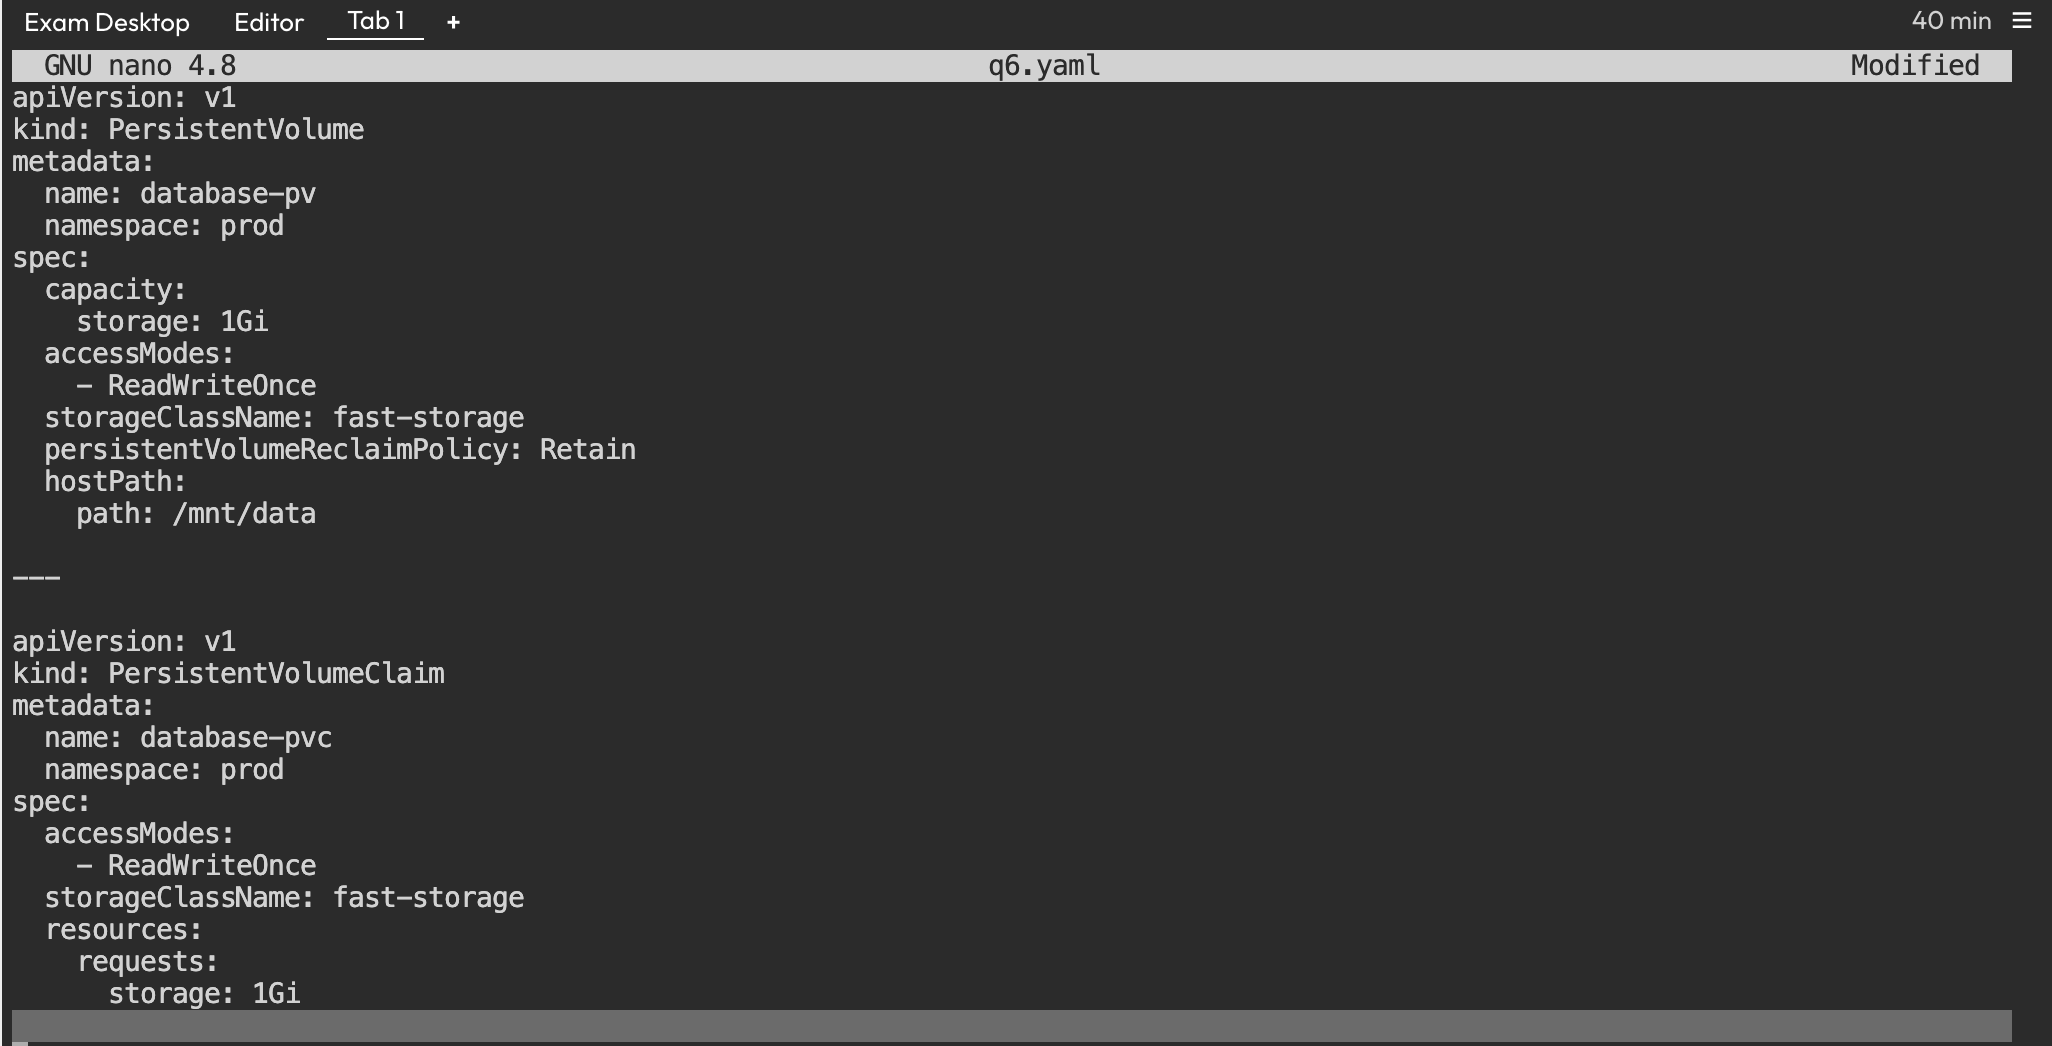 Exam Desktop Editor Tab 1 + 40 min ☰
GNU nano 4.8 q6.yaml Modified
apiVersion: v1
kind: PersistentVolume
metadata:
  name: database-pv
  namespace: prod
spec:
  capacity:
    storage: 1Gi
  accessModes:
    - ReadWriteOnce
  storageClassName: fast-storage
  persistentVolumeReclaimPolicy: Retain
  hostPath:
    path: /mnt/data

---

apiVersion: v1
kind: PersistentVolumeClaim
metadata:
  name: database-pvc
  namespace: prod
spec:
  accessModes:
    - ReadWriteOnce
  storageClassName: fast-storage
  resources:
    requests:
      storage: 1Gi